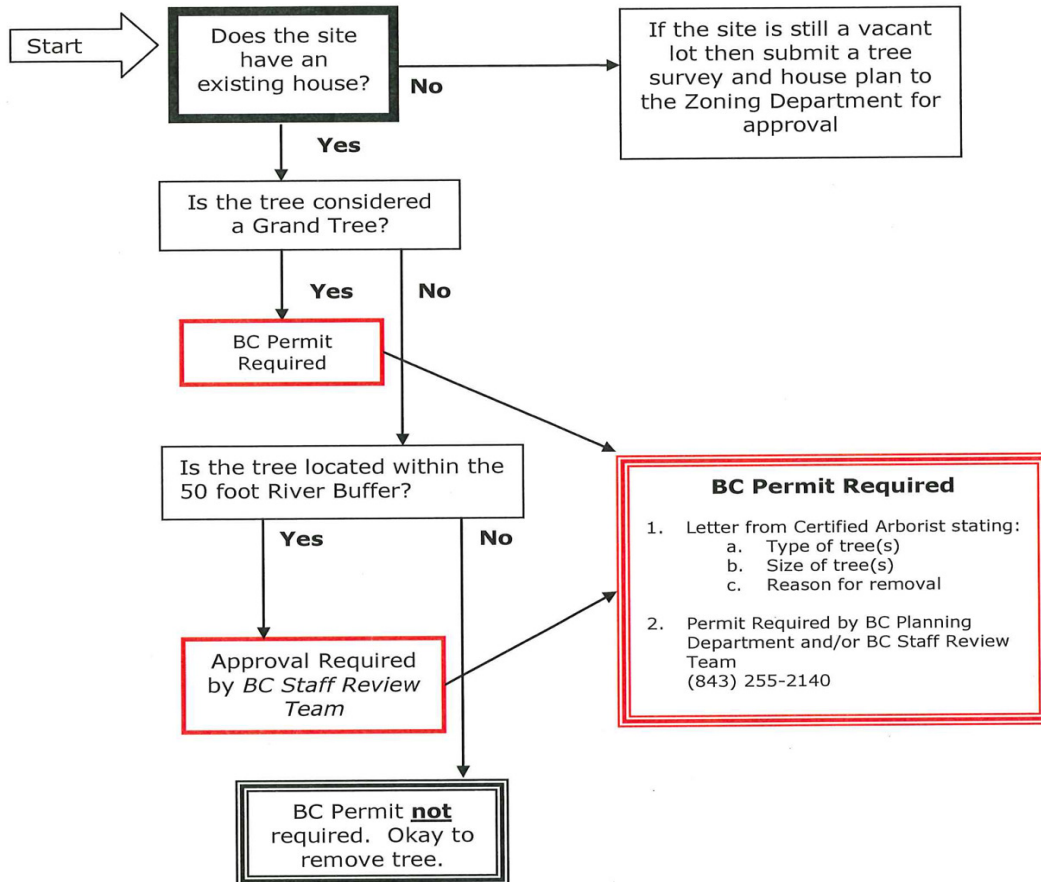 Start
Does the site
have an
existing house?
No
If the site is still a vacant
lot then submit a tree
survey and house plan to
the Zoning Department for
approval
Yes
Is the tree considered
a Grand Tree?
Yes
No
BC Permit
Required
Is the tree located within the
50 foot River Buffer?
Yes
No
BC Permit Required
1. Letter from Certified Arborist stating:
a. Type of tree(s)
b. Size of tree(s)
c. Reason for removal
2. Permit Required by BC Planning
Department and/or BC Staff Review
Team
(843) 255-2140
Approval Required
by BC Staff Review
Team
BC Permit not
required. Okay to
remove tree.